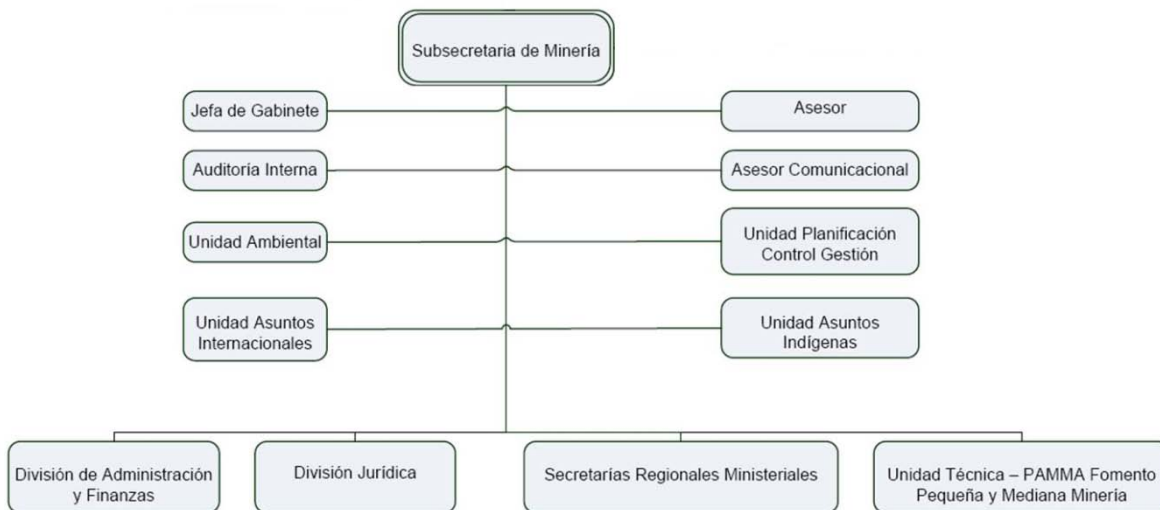 Subsecretaria de Minería
Jefa de Gabinete
Asesor
Auditoría Interna
Asesor Comunicacional
Unidad Ambiental
Unidad Planificación
Control Gestión
Unidad Asuntos
Internacionales
Unidad Asuntos
Indígenas
División de Administración
y Finanzas
División Jurídica
Secretarías Regionales Ministeriales
Unidad Técnica – PAMMA Fomento
Pequeña y Mediana Minería